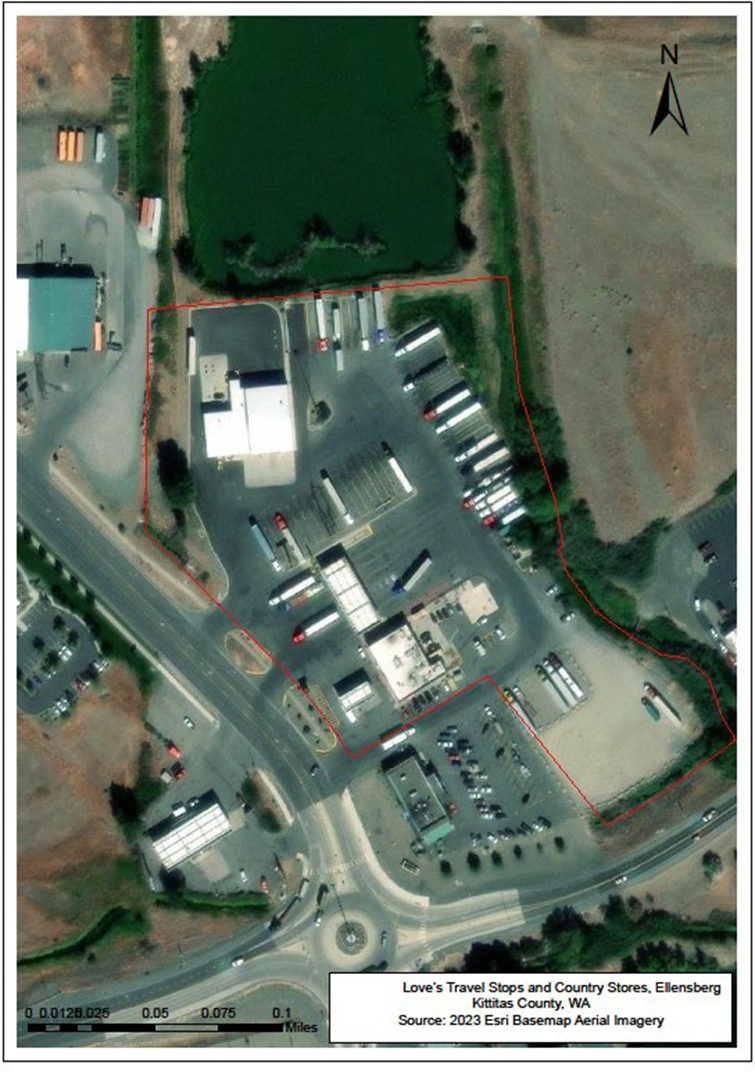 N
Love's Travel Stops and Country Stores, Ellensberg
Kittitas County, WA
Source: 2023 Esri Basemap Aerial Imagery
0 0.0125 0.025 0.05 0.075 0.1
Miles